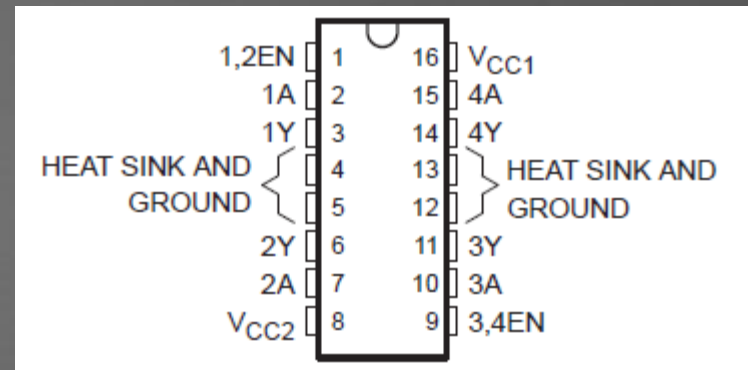 1,2EN 1 16 VCC1
1A 2 15 4A
1Y 3 14 4Y
HEAT SINK AND 4 13 HEAT SINK AND
GROUND 5 12 GROUND
2Y 6 11 3Y
2A 7 10 3A
VCC2 8 9 3,4EN